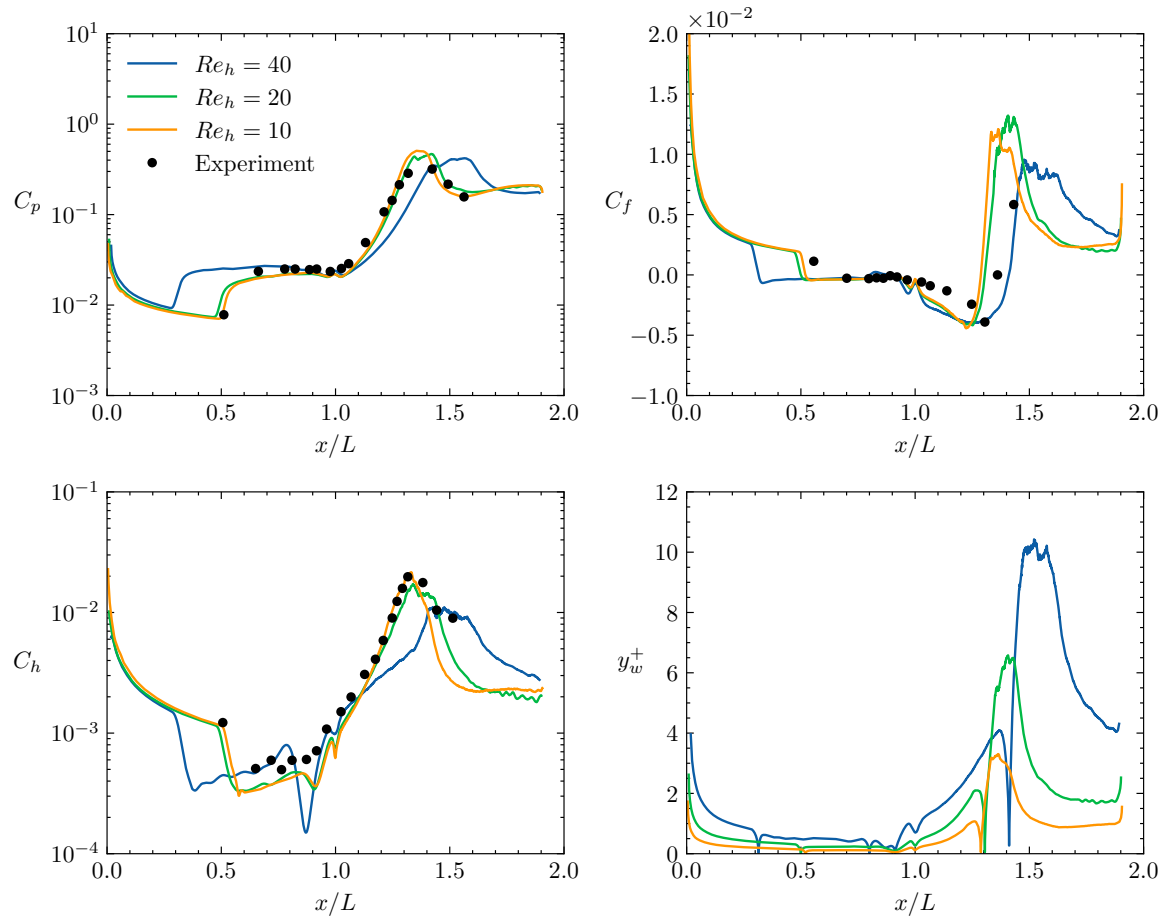 10^1
10^0
10^{-1}
10^{-2}
10^{-3}
C_p
Re_h = 40
Re_h = 20
Re_h = 10
Experiment
0.0 0.5 1.0 1.5 2.0
x/L
×10^{-2}
2.0
1.5
1.0
0.5
0.0
−0.5
−1.0
C_f
0.0 0.5 1.0 1.5 2.0
x/L
10^{-1}
10^{-2}
10^{-3}
10^{-4}
C_h
0.0 0.5 1.0 1.5 2.0
x/L
12
10
8
6
4
2
0
y_w^+
0.0 0.5 1.0 1.5 2.0
x/L